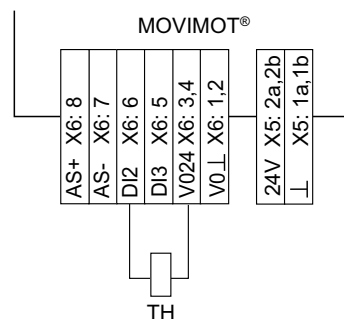 MOVIMOT®
AS+ X6: 8
AS- X6: 7
DI2 X6: 6
DI3 X6: 5
V024 X6: 3,4
V0⊥ X6: 1,2
24V X5: 2a,2b
⊥ X5: 1a,1b
TH